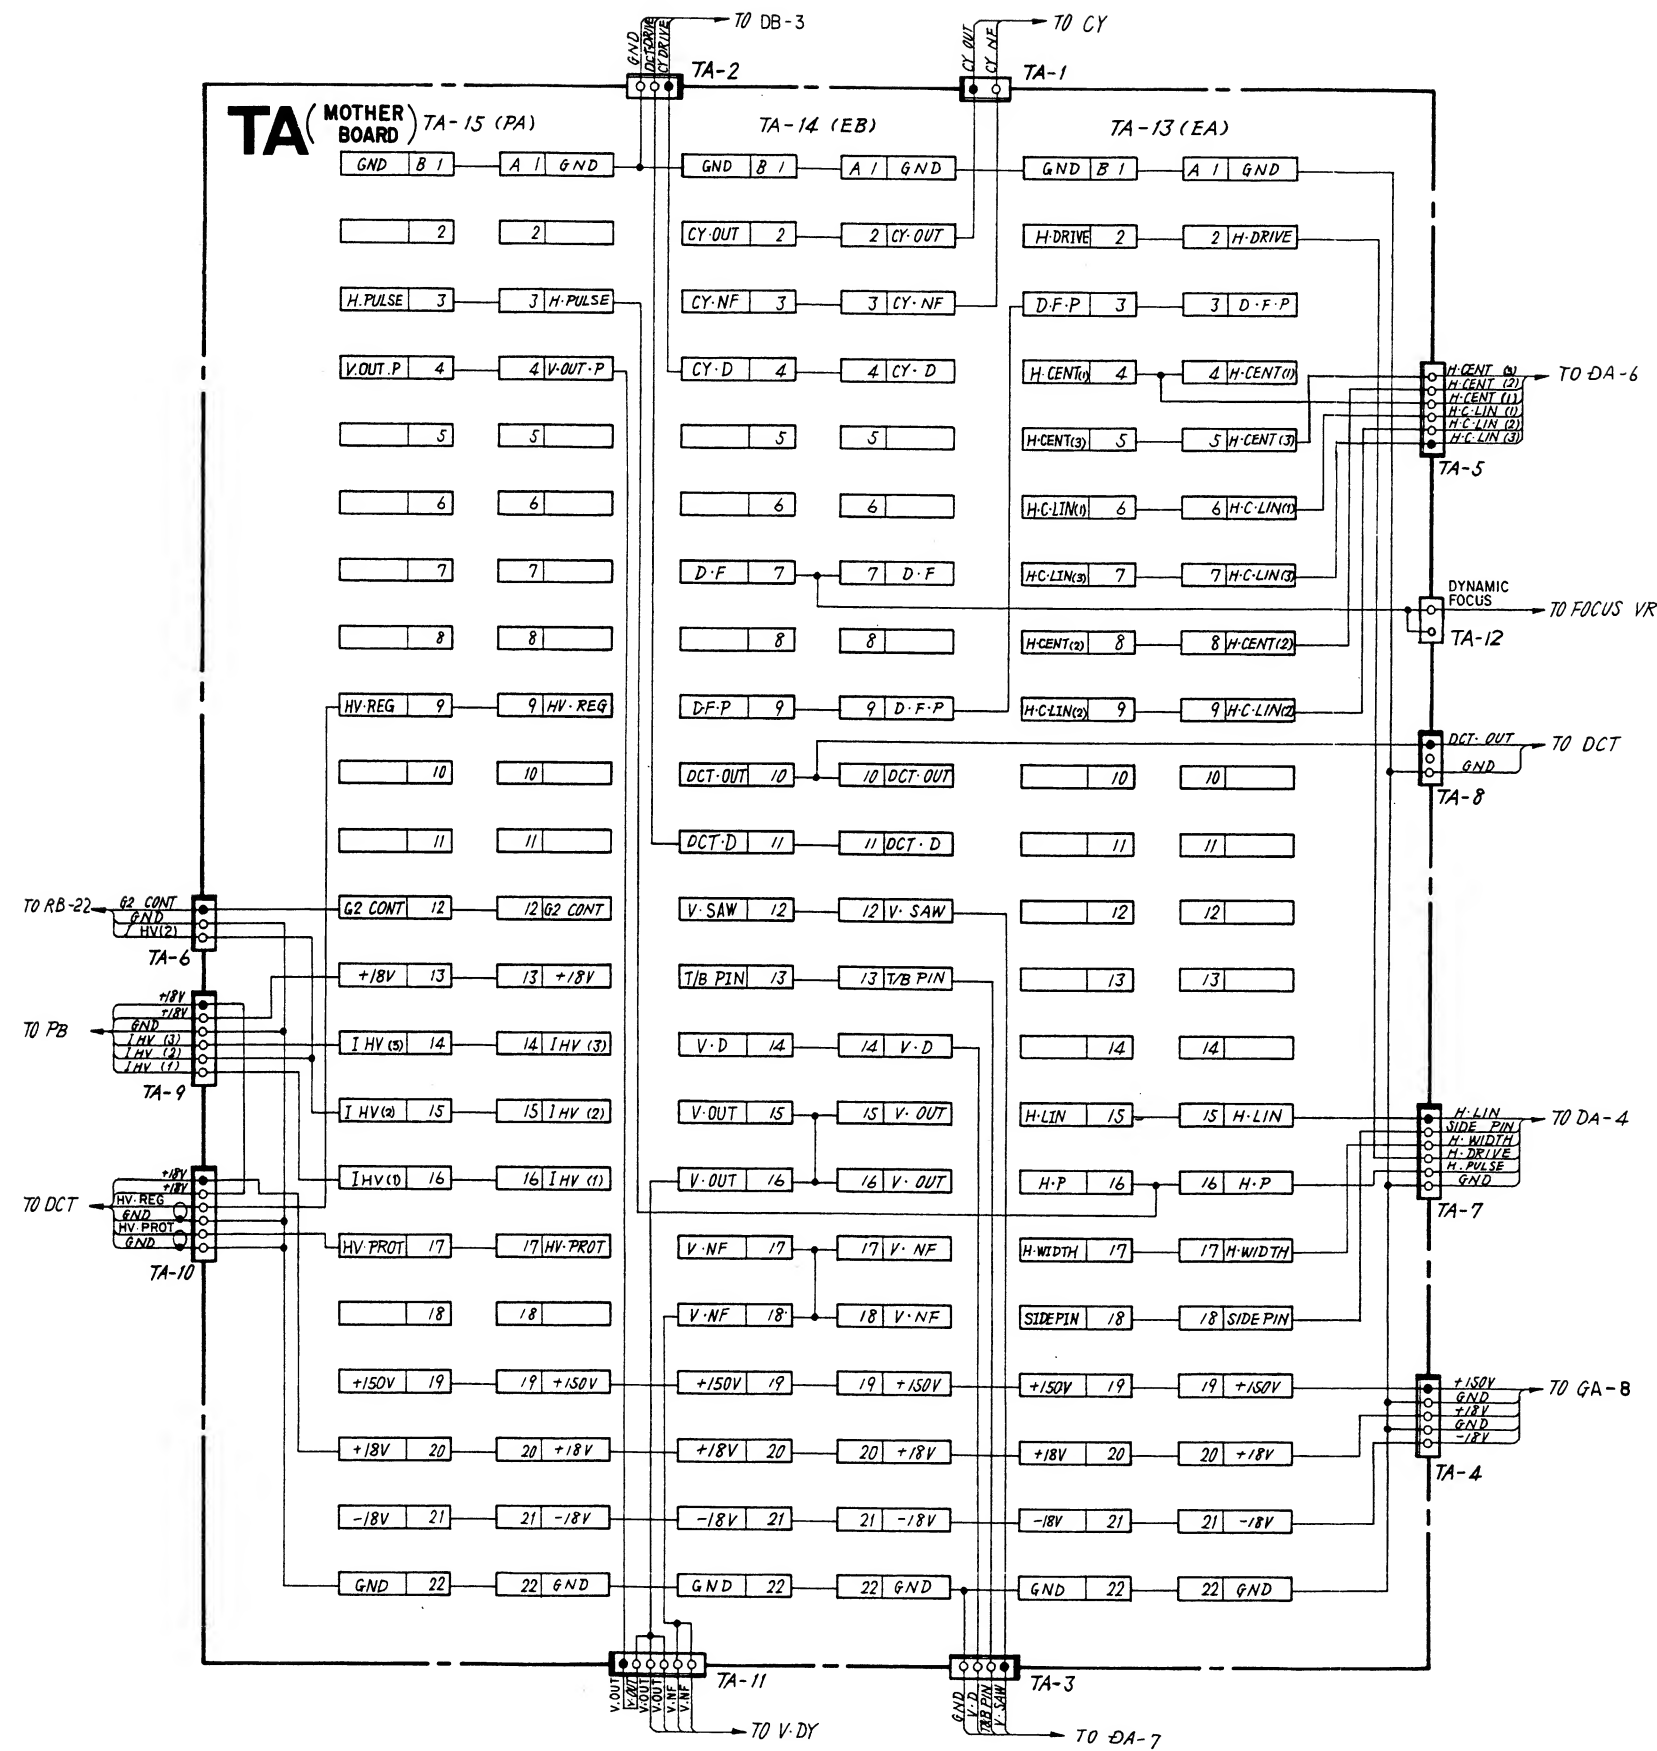 TO DB-3
TO CY
GND
DCT·DRIVE
CY DRIVE
CY OUT
CY NF
TA-2
TA-1
TA (MOTHER BOARD)
TA-15 (PA)
TA-14 (EB)
TA-13 (EA)
GND B 1 A 1 GND GND B 1 A 1 GND GND B 1 A 1 GND
2 2 CY·OUT 2 2 CY·OUT H·DRIVE 2 2 H·DRIVE
H.PULSE 3 3 H·PULSE CY·NF 3 3 CY·NF D·F·P 3 3 D·F·P
V.OUT.P 4 4 V·OUT·P CY·D 4 4 CY·D H·CENT(1) 4 4 H·CENT(1)
5 5 5 5 H·CENT(3) 5 5 H·CENT(3)
6 6 6 6 H·C·LIN(1) 6 6 H·C·LIN(1)
7 7 D·F 7 7 D·F H·C·LIN(3) 7 7 H·C·LIN(3)
8 8 8 8 H·CENT(2) 8 8 H·CENT(2)
HV·REG 9 9 HV·REG D·F·P 9 9 D·F·P H·C·LIN(2) 9 9 H·C·LIN(2)
10 10 DCT·OUT 10 10 DCT·OUT 10 10
11 11 DCT·D 11 11 DCT·D 11 11
G2 CONT 12 12 G2 CONT V·SAW 12 12 V·SAW 12 12
+18V 13 13 +18V T/B PIN 13 13 T/B PIN 13 13
I HV (3) 14 14 I HV (3) V·D 14 14 V·D 14 14
I HV(2) 15 15 I HV (2) V·OUT 15 15 V·OUT H·LIN 15 15 H·LIN
I HV(1) 16 16 I HV (1) V·OUT 16 16 V·OUT H·P 16 16 H·P
HV·PROT 17 17 HV·PROT V·NF 17 17 V·NF H·WIDTH 17 17 H·WIDTH
18 18 V·NF 18 18 V·NF SIDE PIN 18 18 SIDE PIN
+150V 19 19 +150V +150V 19 19 +150V +150V 19 19 +150V
+18V 20 20 +18V +18V 20 20 +18V +18V 20 20 +18V
-18V 21 21 -18V -18V 21 21 -18V -18V 21 21 -18V
GND 22 22 GND GND 22 22 GND GND 22 22 GND
H·CENT (3)
H·CENT (2)
H·CENT (1)
H·C·LIN (1)
H·C·LIN (2)
H·C·LIN (3)
TO DA-6
TA-5
DYNAMIC
FOCUS
TO FOCUS VR
TA-12
DCT·OUT
GND
TO DCT
TA-8
H·LIN
SIDE PIN
H·WIDTH
H·DRIVE
H.PULSE
GND
TO DA-4
TA-7
+150V
GND
+18V
GND
-18V
TO GA-8
TA-4
TO RB-22
G2 CONT
GND
I HV(2)
TA-6
TO PB
+18V
+18V
GND
I HV (3)
I HV (2)
I HV (1)
TA-9
TO DCT
+18V
+18V
HV·REG
GND
HV·PROT
GND
TA-10
V.OUT
V.OUT
V.OUT
V.OUT
V.NF
V.NF
TA-11
TO V·DY
GND
V·D
T/B PIN
V·SAW
TA-3
TO DA-7